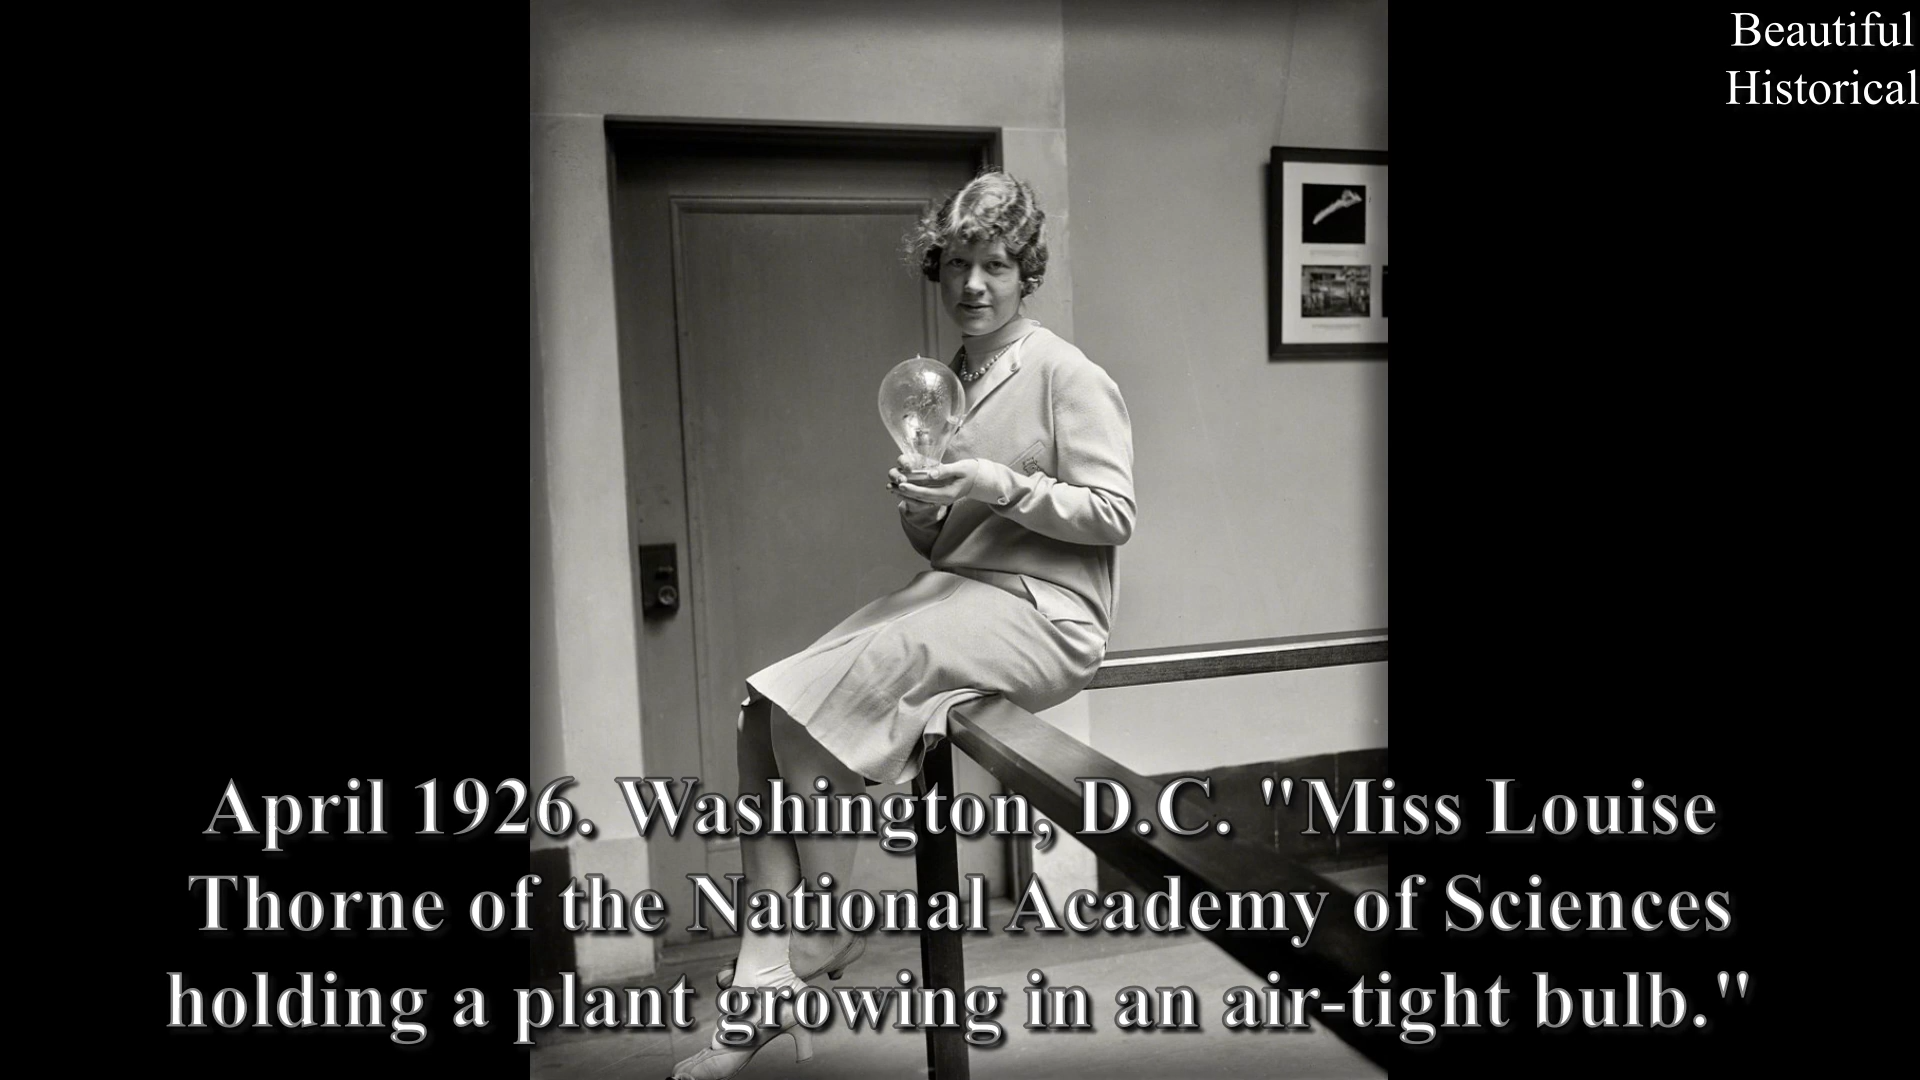 Beautiful
Historical
April 1926. Washington, D.C. "Miss Louise
Thorne of the National Academy of Sciences
holding a plant growing in an air-tight bulb."